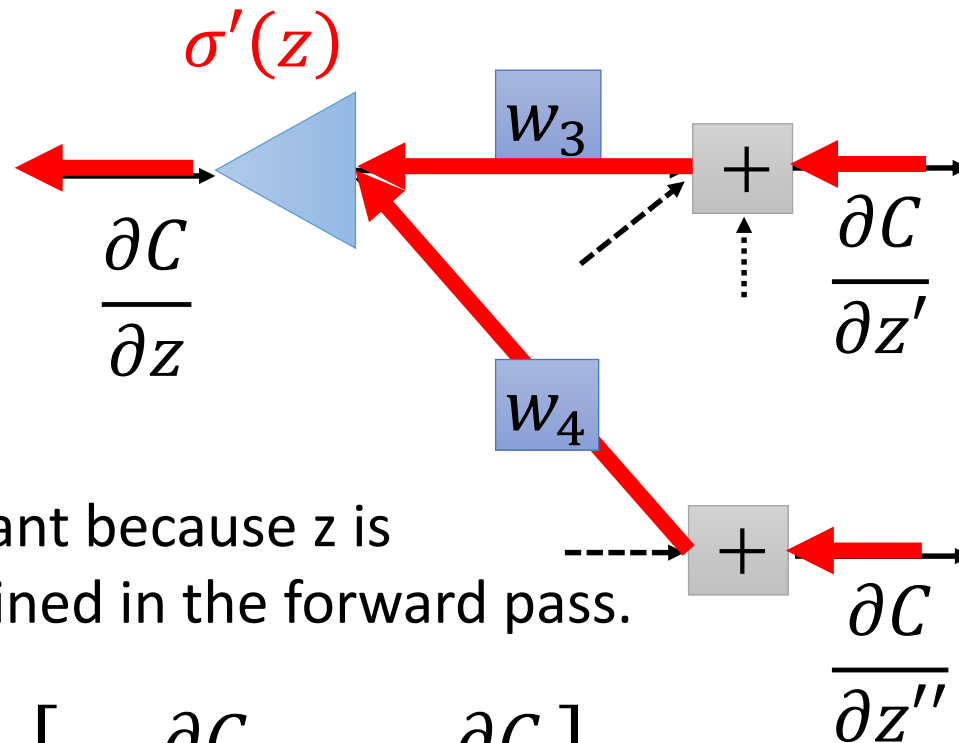 σ′(z)
w₃
+
∂C
∂z
∂C
∂z′
w₄
ant because z is
+
ined in the forward pass.
∂C
∂z′′
[ ∂C ∂C ]